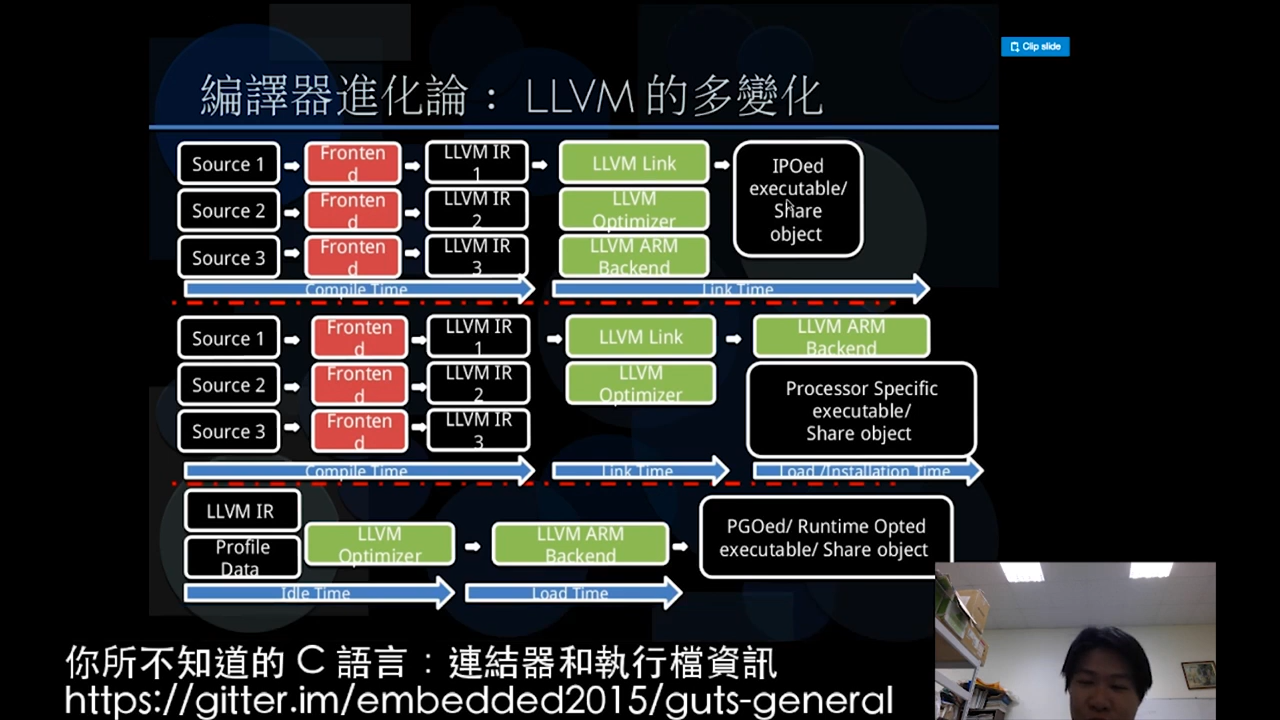 Clip slide
編譯器進化論： LLVM 的多變化
Source 1
Fronten
d
LLVM IR
1
LLVM Link
IPOed
executable/
Share
object
Source 2
Fronten
d
LLVM IR
2
LLVM
Optimizer
Source 3
Fronten
d
LLVM IR
3
LLVM ARM
Backend
Compile Time
Link Time
Source 1
Fronten
d
LLVM IR
1
LLVM Link
LLVM ARM
Backend
Source 2
Fronten
d
LLVM IR
2
LLVM
Optimizer
Processor Specific
executable/
Share object
Source 3
Fronten
d
LLVM IR
3
Compile Time
Link Time
Load /Installation Time
LLVM IR
Profile
Data
LLVM
Optimizer
LLVM ARM
Backend
PGOed/ Runtime Opted
executable/ Share object
Idle Time
Load Time
你所不知道的 C 語言：連結器和執行檔資訊
https://gitter.im/embedded2015/guts-general